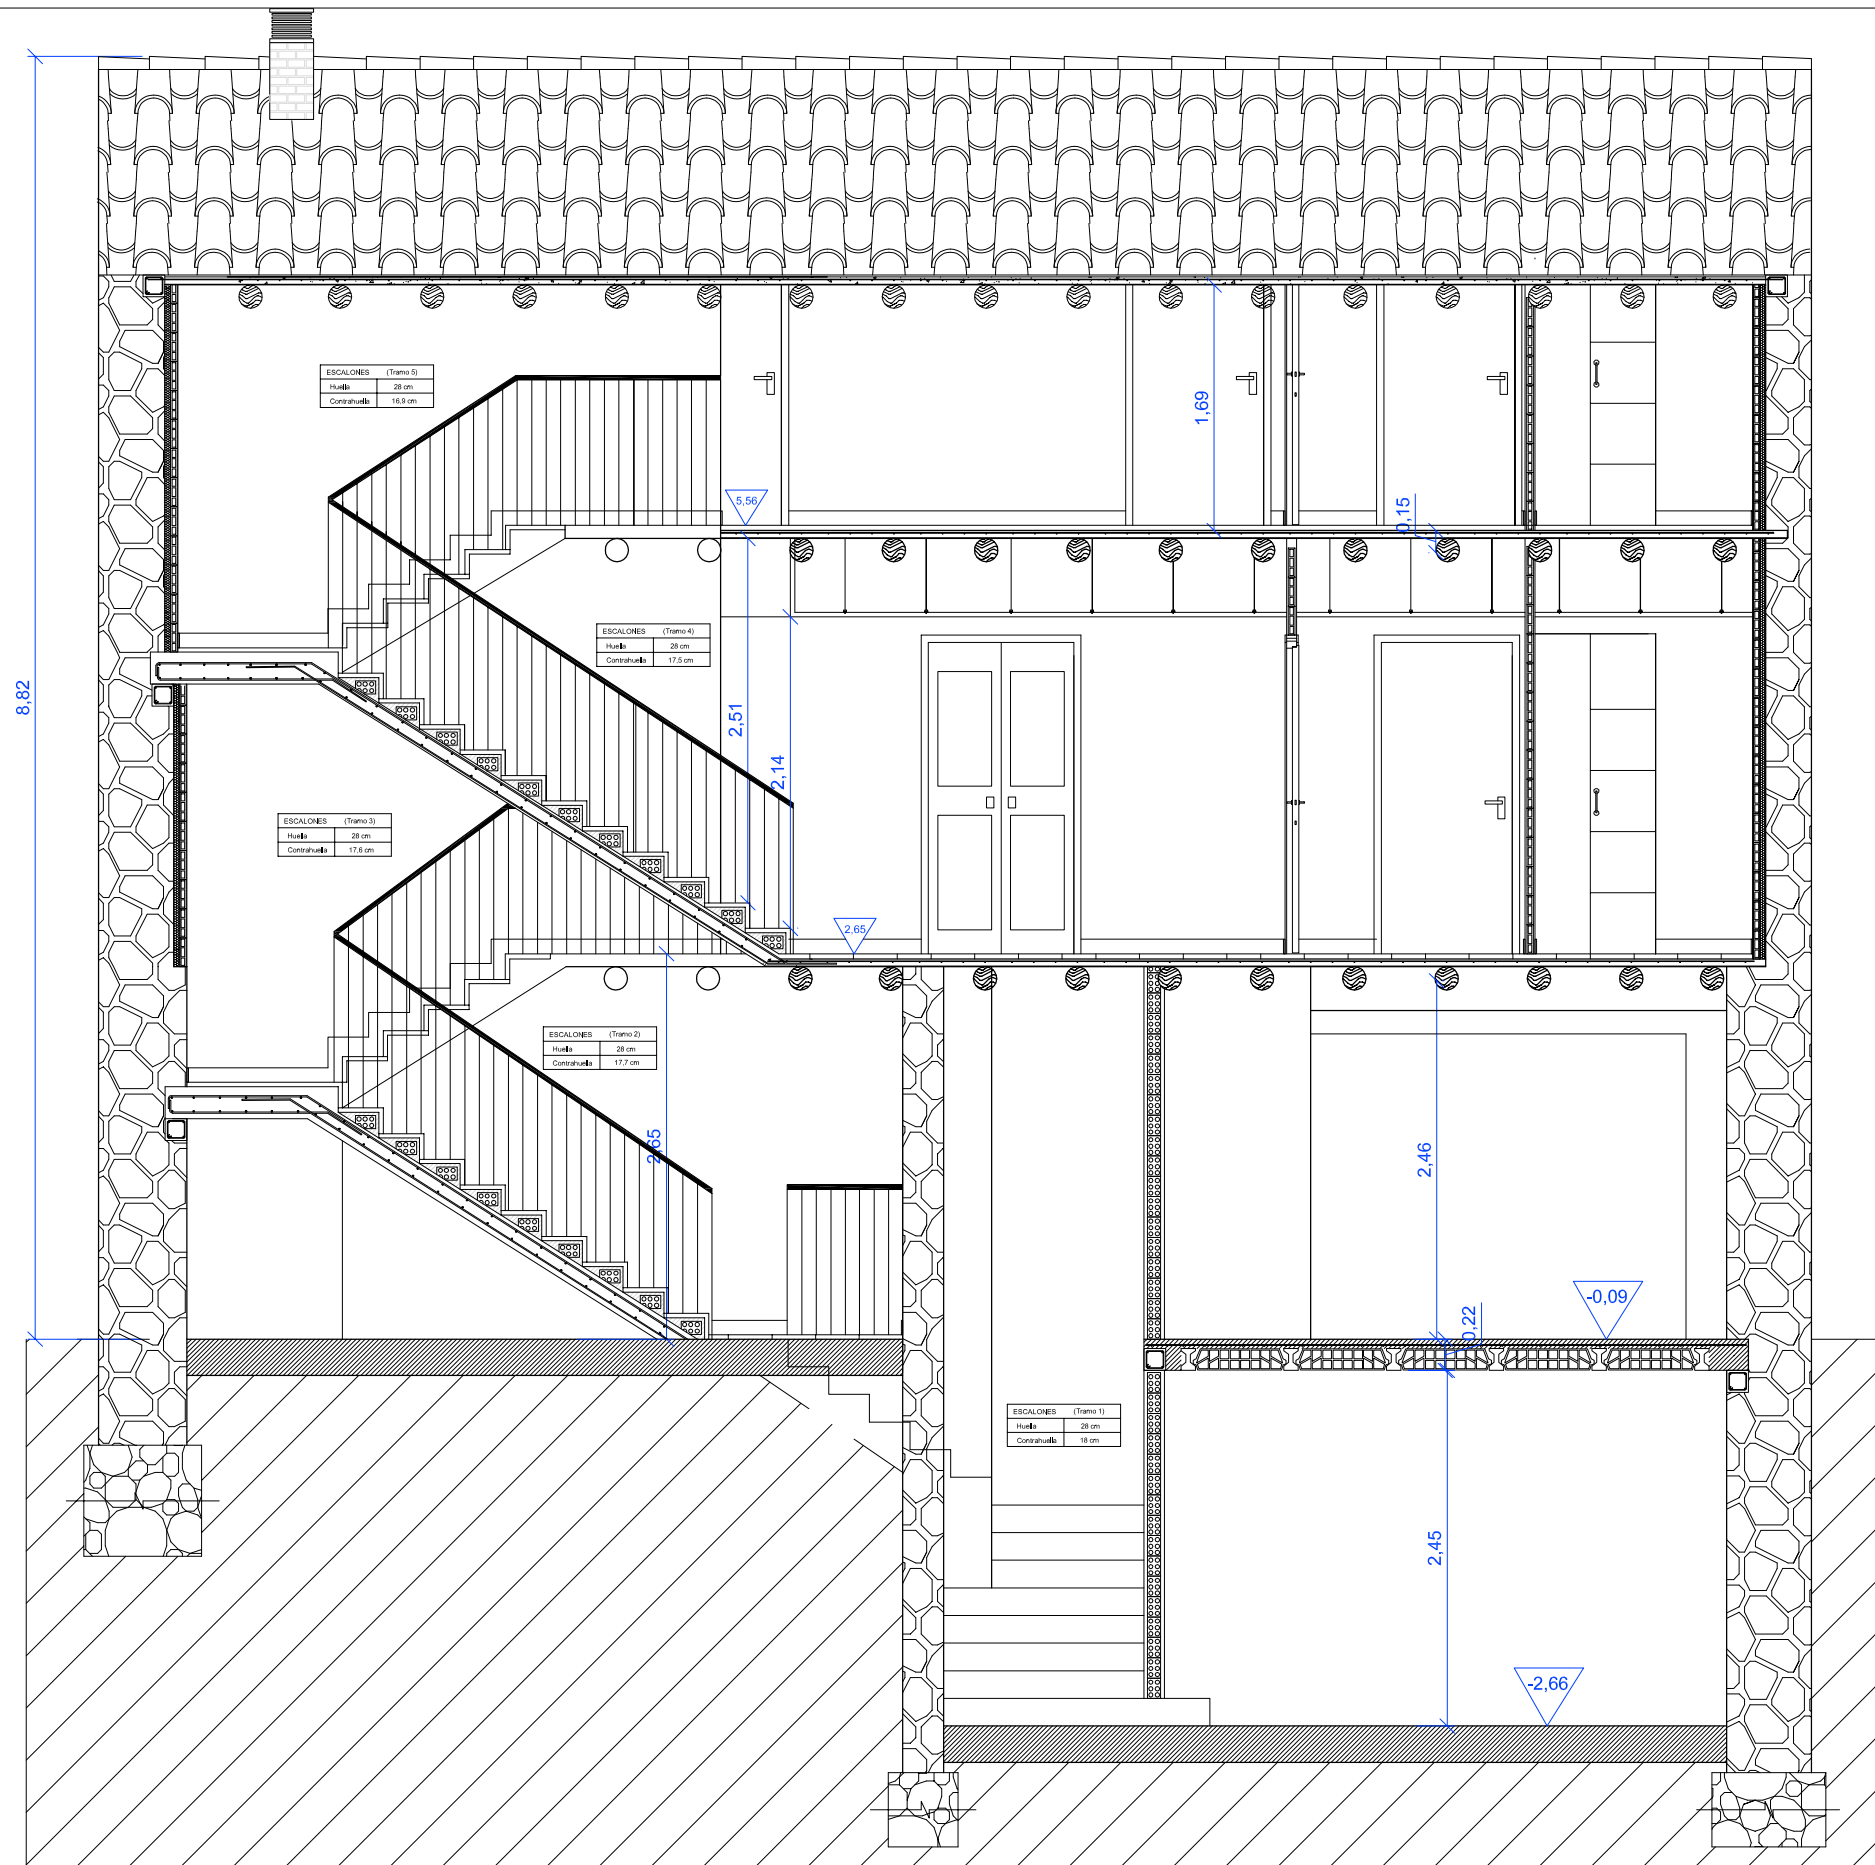 ESCALONES (Tramo 5)
Huella 28 cm
Contrahuella 16,9 cm
1,69
5,56
0,15
ESCALONES (Tramo 4)
Huella 28 cm
Contrahuella 17,5 cm
8,82
2,51
2,14
ESCALONES (Tramo 3)
Huella 28 cm
Contrahuella 17,6 cm
2,65
ESCALONES (Tramo 2)
Huella 28 cm
Contrahuella 17,7 cm
2,65
2,46
-0,09
0,22
ESCALONES (Tramo 1)
Huella 28 cm
Contrahuella 18 cm
2,45
-2,66